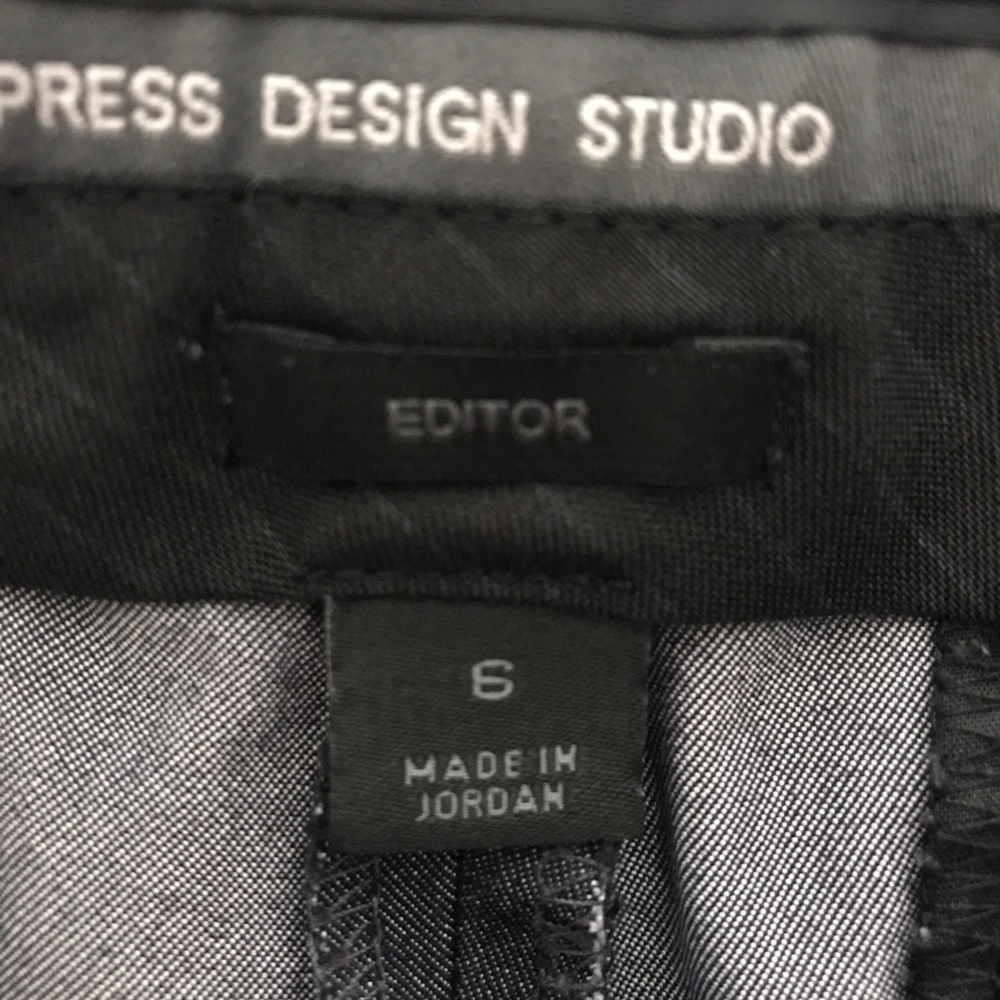 PRESS DESIGN STUDIO
EDITOR
6
MADE IN
JORDAN